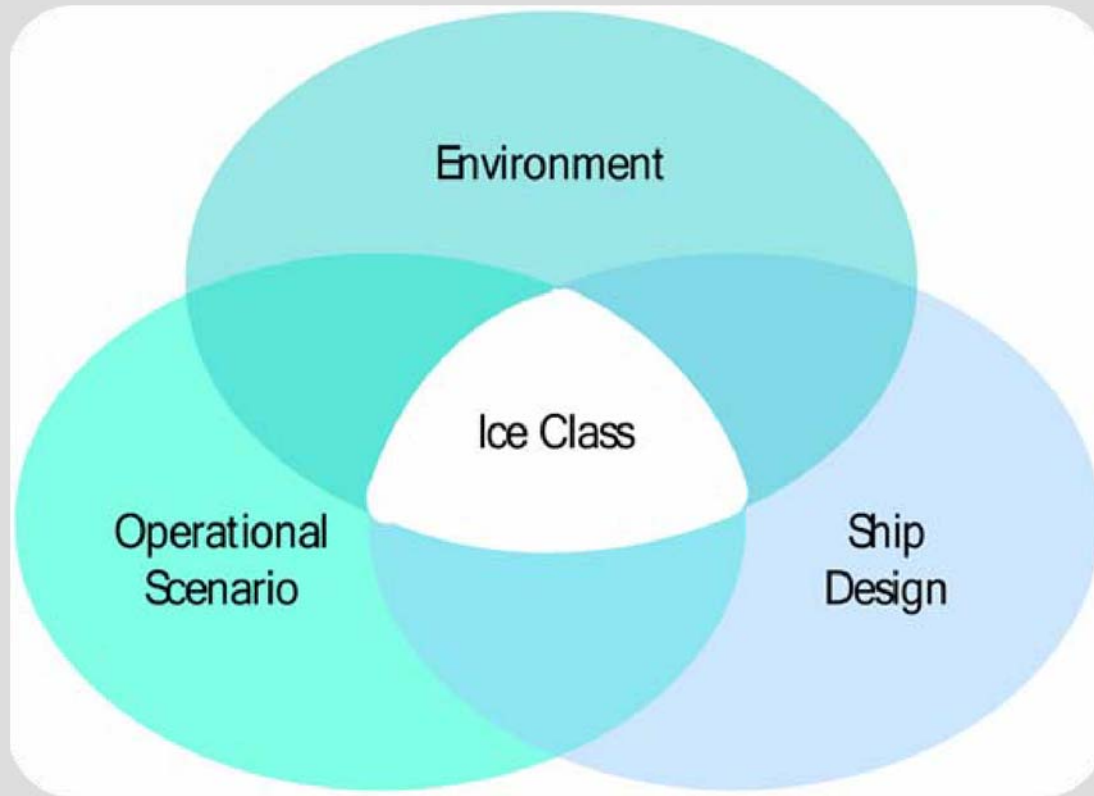 Environment
Ice Class
Operational
Scenario
Ship
Design